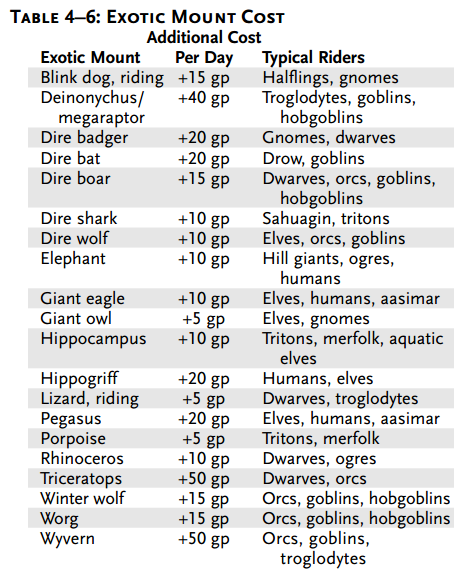 TABLE 4–6: EXOTIC MOUNT COST
Additional Cost
Exotic Mount Per Day Typical Riders
Blink dog, riding +15 gp Halflings, gnomes
Deinonychus/ +40 gp Troglodytes, goblins,
megaraptor hobgoblins
Dire badger +20 gp Gnomes, dwarves
Dire bat +20 gp Drow, goblins
Dire boar +15 gp Dwarves, orcs, goblins,
hobgoblins
Dire shark +10 gp Sahuagin, tritons
Dire wolf +10 gp Elves, orcs, goblins
Elephant +10 gp Hill giants, ogres,
humans
Giant eagle +10 gp Elves, humans, aasimar
Giant owl +5 gp Elves, gnomes
Hippocampus +10 gp Tritons, merfolk, aquatic
elves
Hippogriff +20 gp Humans, elves
Lizard, riding +5 gp Dwarves, troglodytes
Pegasus +20 gp Elves, humans, aasimar
Porpoise +5 gp Tritons, merfolk
Rhinoceros +10 gp Dwarves, ogres
Triceratops +50 gp Dwarves, orcs
Winter wolf +15 gp Orcs, goblins, hobgoblins
Worg +15 gp Orcs, goblins, hobgoblins
Wyvern +50 gp Orcs, goblins,
troglodytes